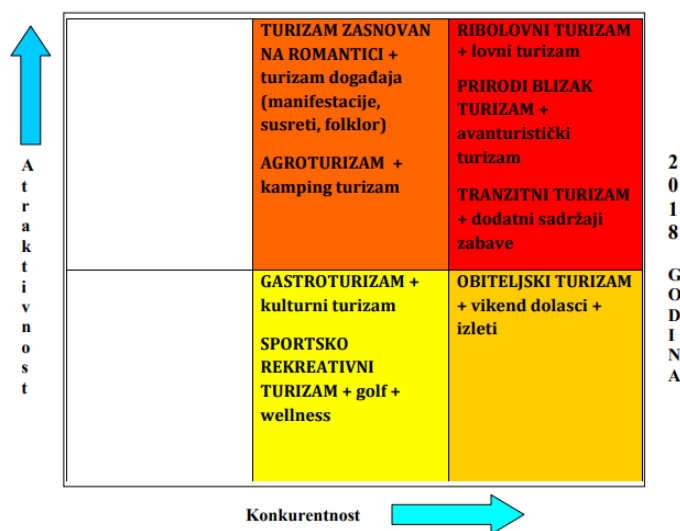 TURIZAM ZASNOVAN
NA ROMANTICI +
turizam događaja
(manifestacije,
susreti, folklor)
AGROTURIZAM +
kamping turizam
RIBOLOVNI TURIZAM
+ lovni turizam
PRIRODI BLIZAK
TURIZAM +
avanturistički
turizam
TRANZITNI TURIZAM
+ dodatni sadržaji
zabave
GASTROTURIZAM +
kulturni turizam
SPORTSKO
REKREATIVNI
TURIZAM + golf +
wellness
OBITELJSKI TURIZAM
+ vikend dolasci +
izleti
Atraktivnost
2018 GODINA
Konkurentnost